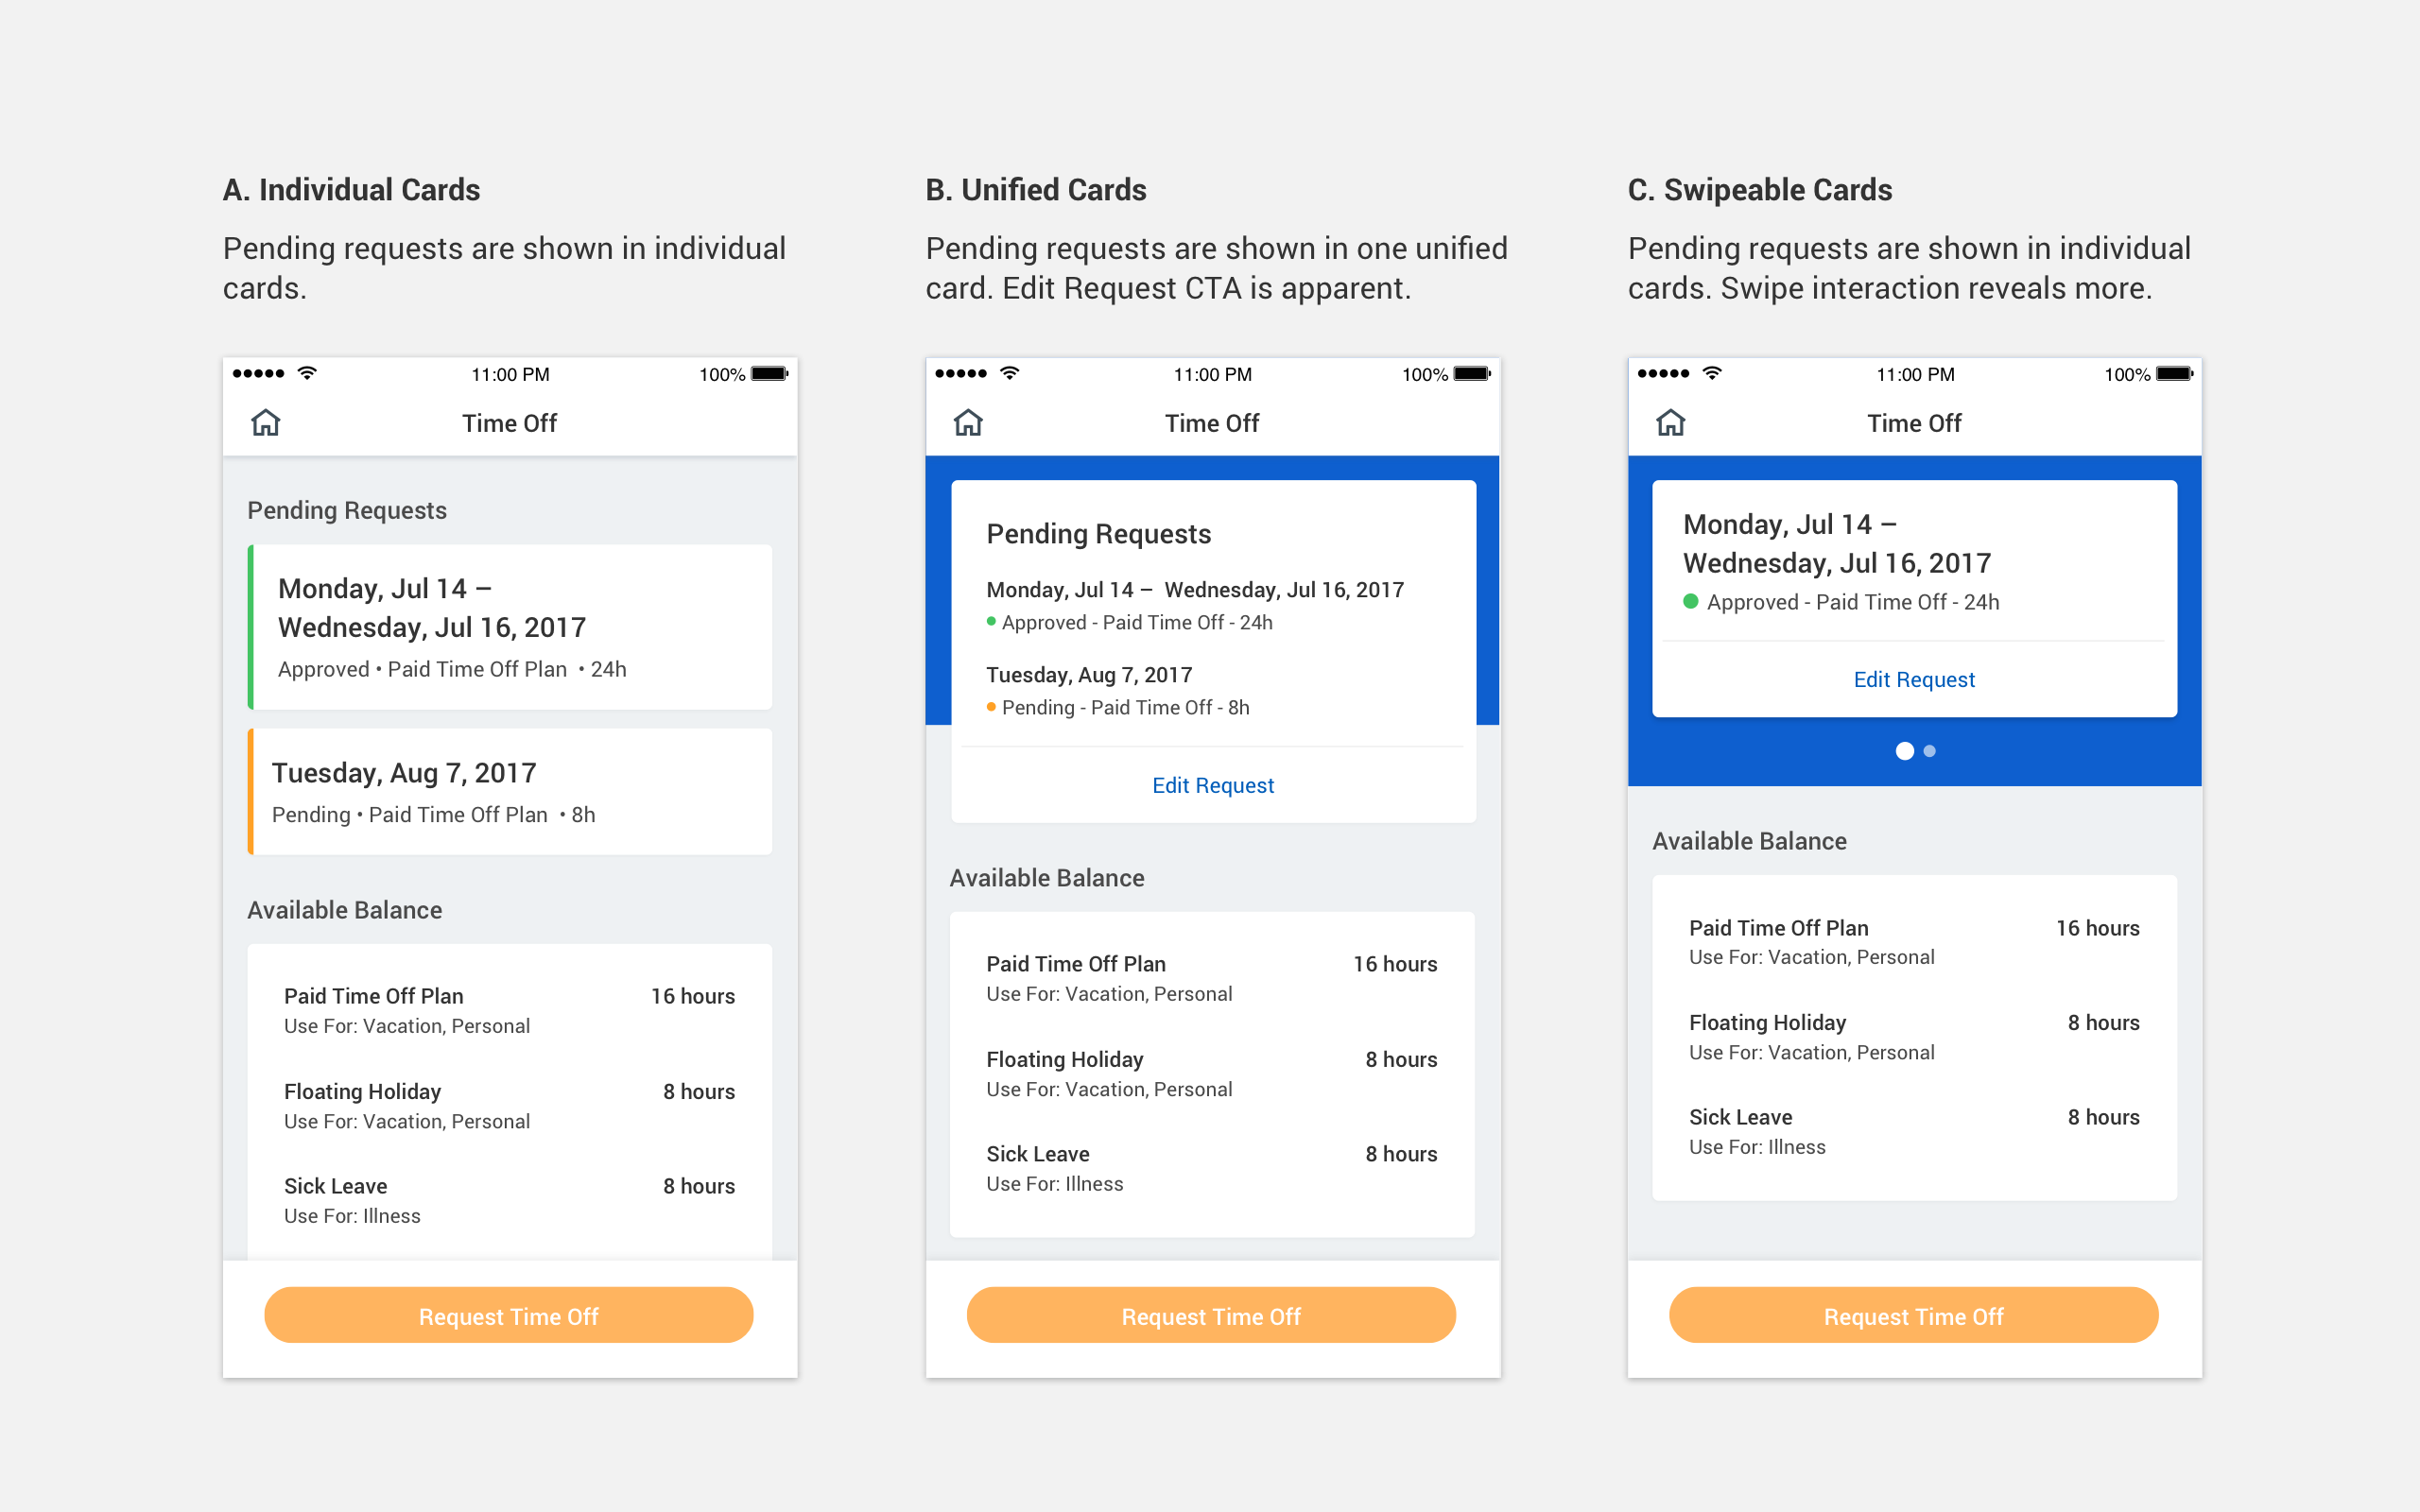 A. Individual Cards
Pending requests are shown in individual
cards.
11:00 PM
100%
Time Off
Pending Requests
Monday, Jul 14 –
Wednesday, Jul 16, 2017
Approved • Paid Time Off Plan • 24h
Tuesday, Aug 7, 2017
Pending • Paid Time Off Plan • 8h
Available Balance
Paid Time Off Plan 16 hours
Use For: Vacation, Personal
Floating Holiday 8 hours
Use For: Vacation, Personal
Sick Leave 8 hours
Use For: Illness
Request Time Off
B. Unified Cards
Pending requests are shown in one unified
card. Edit Request CTA is apparent.
11:00 PM
100%
Time Off
Pending Requests
Monday, Jul 14 – Wednesday, Jul 16, 2017
Approved - Paid Time Off - 24h
Tuesday, Aug 7, 2017
Pending - Paid Time Off - 8h
Edit Request
Available Balance
Paid Time Off Plan 16 hours
Use For: Vacation, Personal
Floating Holiday 8 hours
Use For: Vacation, Personal
Sick Leave 8 hours
Use For: Illness
Request Time Off
C. Swipeable Cards
Pending requests are shown in individual
cards. Swipe interaction reveals more.
11:00 PM
100%
Time Off
Monday, Jul 14 –
Wednesday, Jul 16, 2017
Approved - Paid Time Off - 24h
Edit Request
Available Balance
Paid Time Off Plan 16 hours
Use For: Vacation, Personal
Floating Holiday 8 hours
Use For: Vacation, Personal
Sick Leave 8 hours
Use For: Illness
Request Time Off